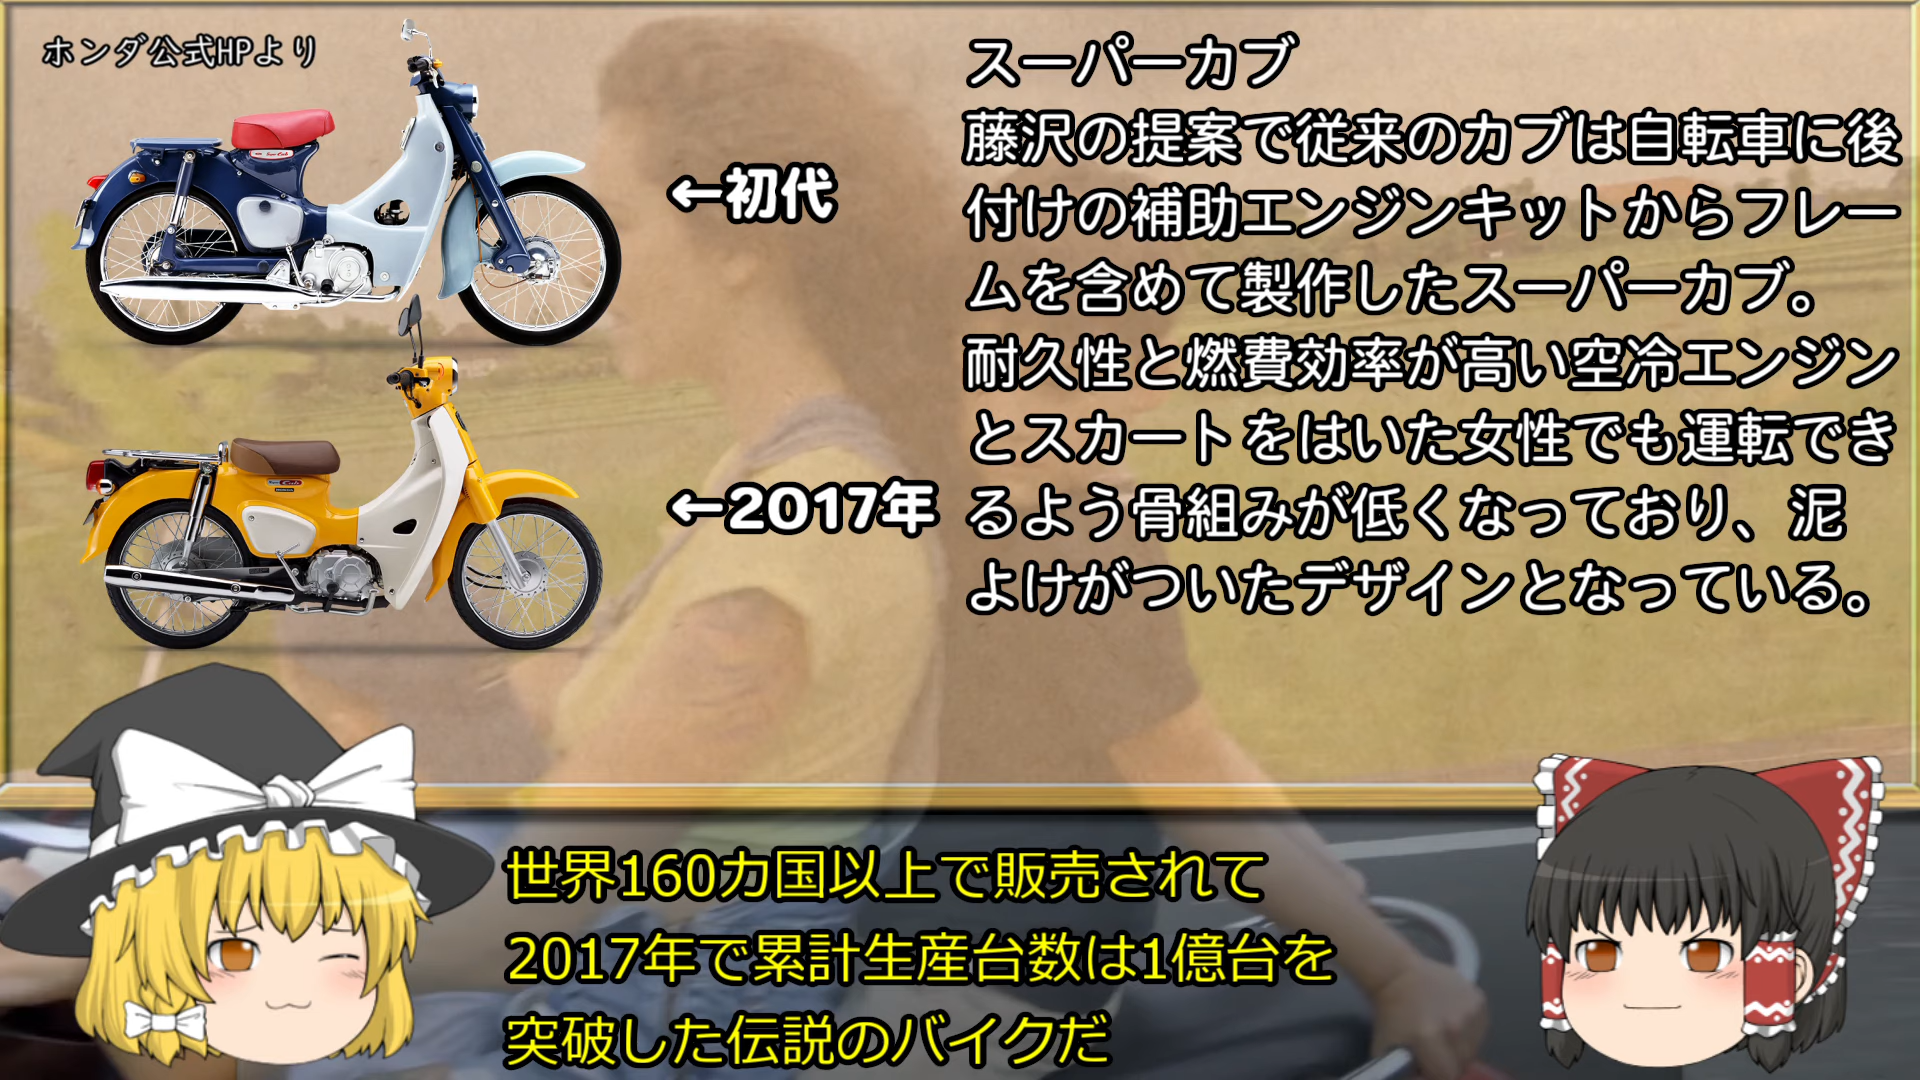 ホンダ公式HPより
←初代
←2017年
スーパーカブ
藤沢の提案で従来のカブは自転車に後
付けの補助エンジンキットからフレー
ムを含めて製作したスーパーカブ。
耐久性と燃費効率が高い空冷エンジン
とスカートをはいた女性でも運転でき
るよう骨組みが低くなっており、泥
よけがついたデザインとなっている。
世界160カ国以上で販売されて
2017年で累計生産台数は1億台を
突破した伝説のバイクだ